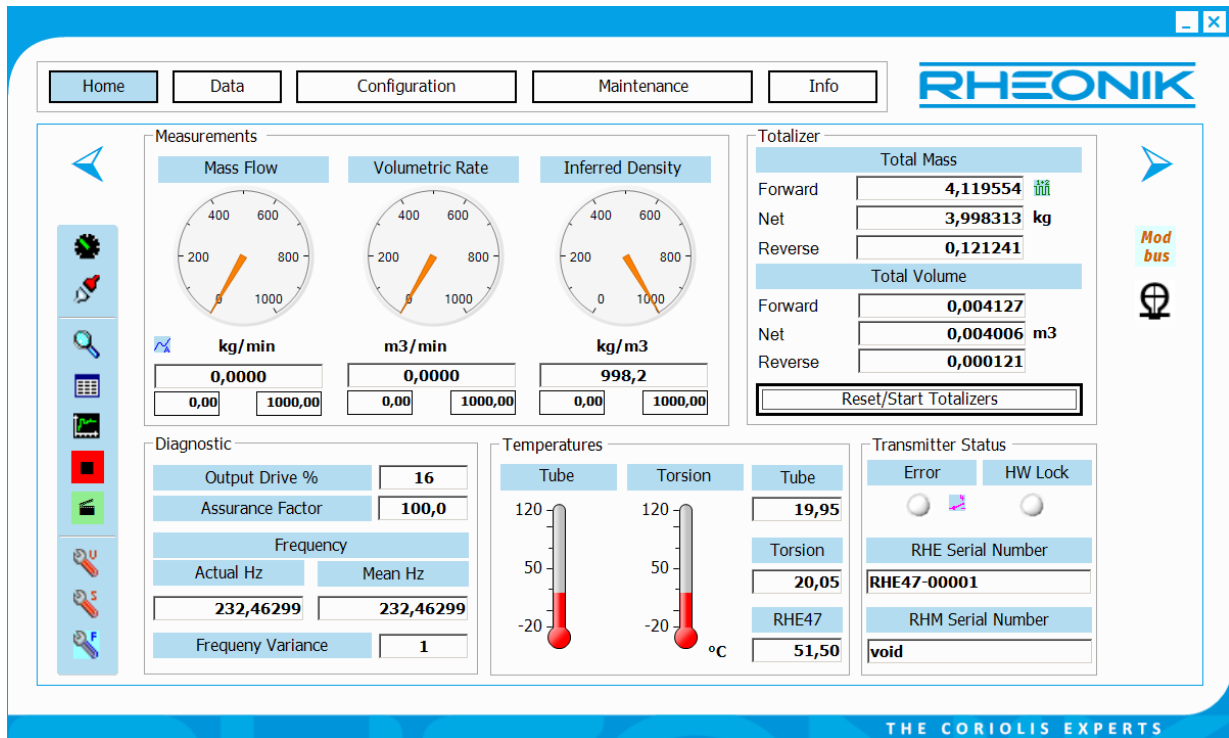 Home Data Configuration Maintenance Info
RHEONIK
Measurements
Mass Flow Volumetric Rate Inferred Density
0 200 400 600 800 1000
0 200 400 600 800 1000
0 200 400 600 800 1000
kg/min m3/min kg/m3
0,0000 0,0000 998,2
0,00 1000,00 0,00 1000,00 0,00 1000,00
Totalizer
Total Mass
Forward 4,119554
Net 3,998313 kg
Reverse 0,121241
Total Volume
Forward 0,004127
Net 0,004006 m3
Reverse 0,000121
Reset/Start Totalizers
Mod
bus
Diagnostic
Output Drive % 16
Assurance Factor 100,0
Frequency
Actual Hz Mean Hz
232,46299 232,46299
Frequeny Variance 1
Temperatures
Tube Torsion Tube
120 120 19,95
50 50 Torsion
20,05
-20 -20 RHE47
°C 51,50
Transmitter Status
Error HW Lock
RHE Serial Number
RHE47-00001
RHM Serial Number
void
U
S
F
THE CORIOLIS EXPERTS